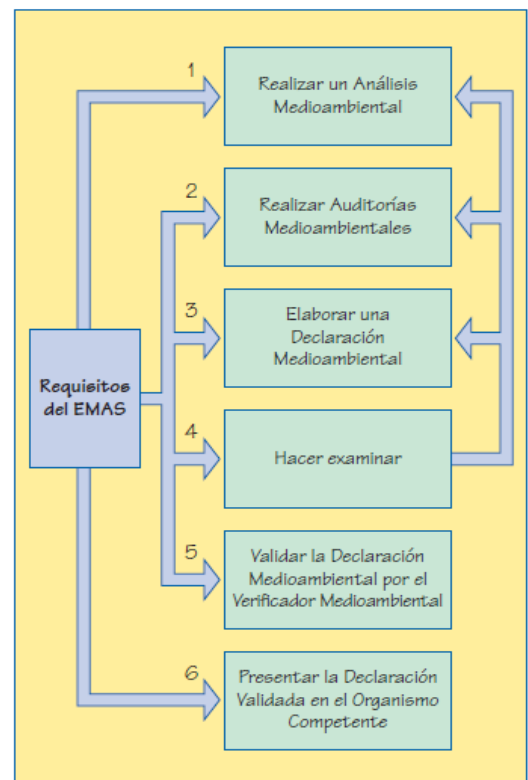 1
Realizar un Análisis
Medioambiental
2
Realizar Auditorías
Medioambientales
3
Elaborar una
Declaración
Medioambiental
Requisitos
del EMAS
4
Hacer examinar
5
Validar la Declaración
Medioambiental por el
Verificador Medioambiental
6
Presentar la Declaración
Validada en el Organismo
Competente